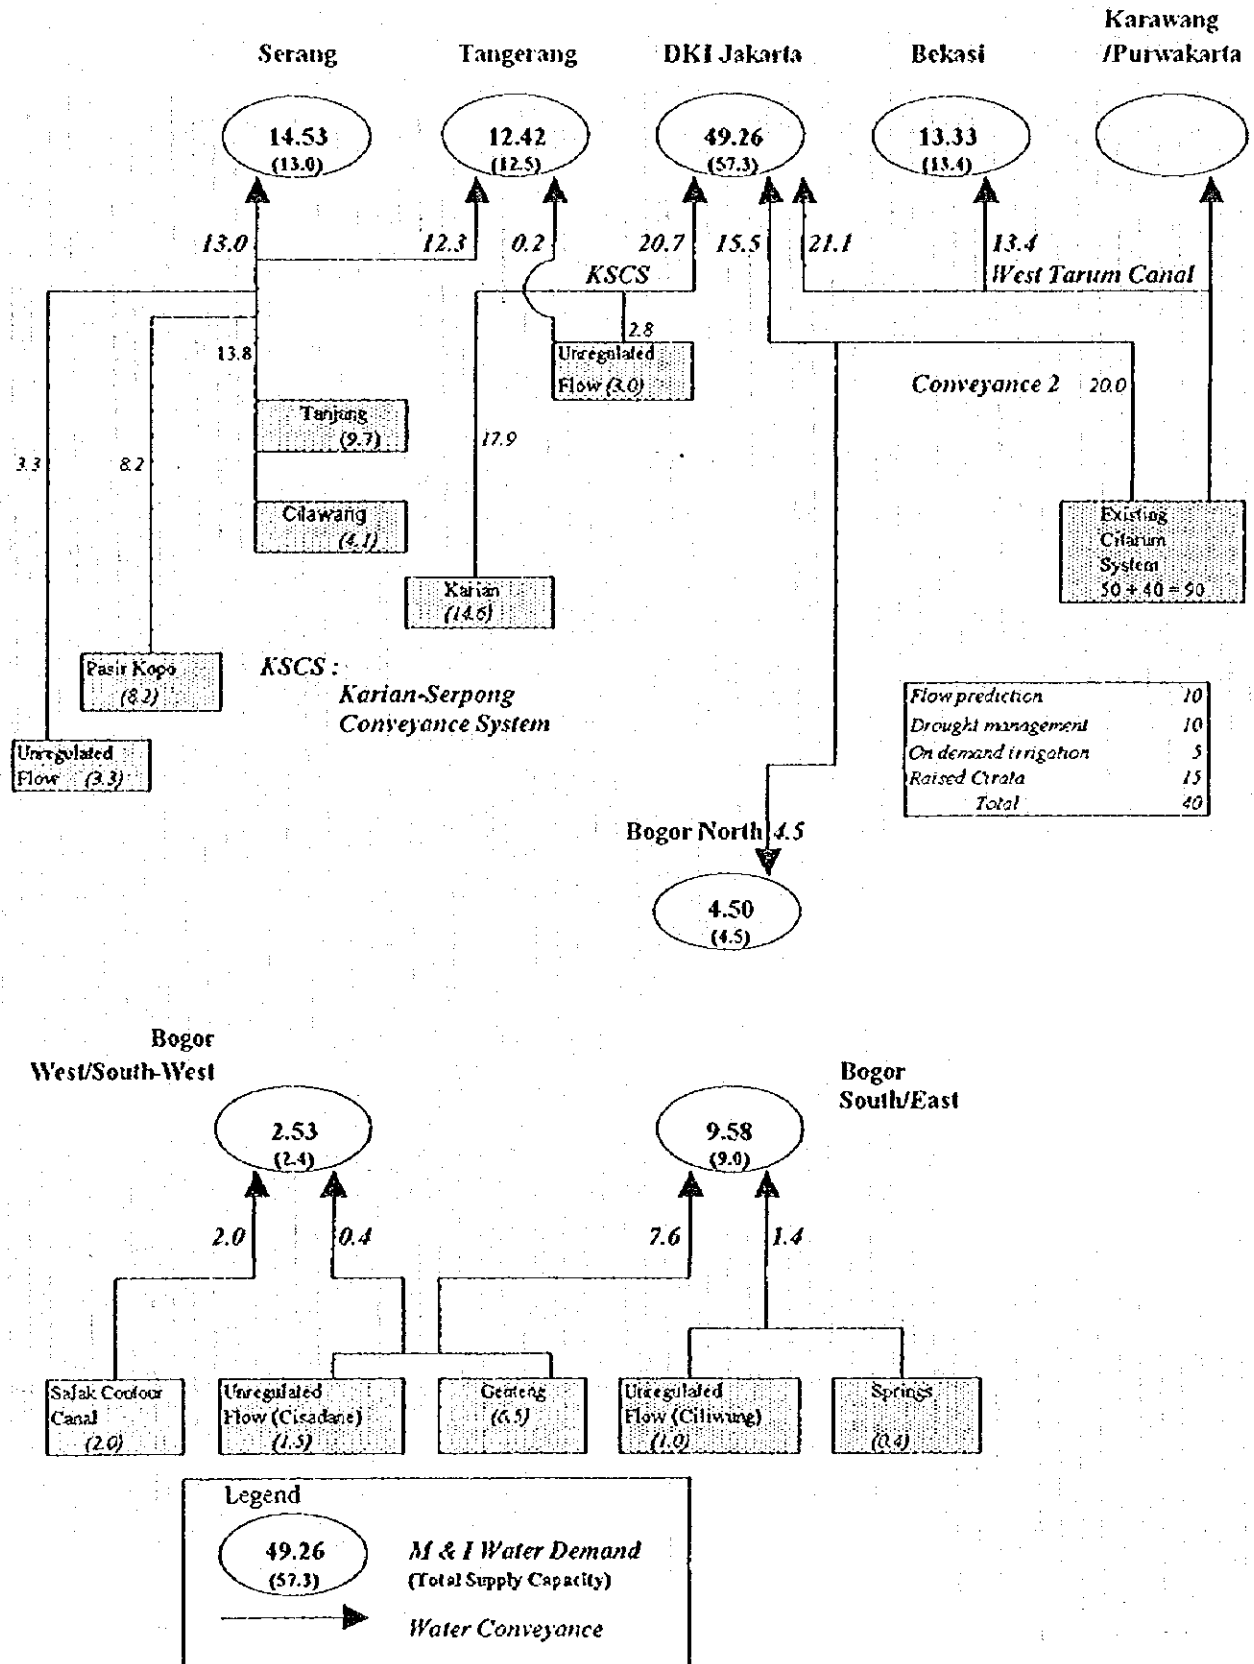 Karawang
Serang Tangerang DKI Jakarta Bekasi /Purwakarta
14.53 12.42 49.26 13.33
(13.0) (12.5) (57.3) (13.4)
13.0 12.3 0.2 20.7 15.5 21.1 13.4
KSCS West Tarum Canal
2.8
13.8
Unregulated
Flow (3.0)
Conveyance 2 20.0
Tanjung
(9.7)
3.3 8.2 17.9
Cilawang
(4.1)
Existing
Citarum
System
50 + 40 = 90
Karian
(14.6)
Pasir Kopo
(8.2)
KSCS :
Karian-Serpong
Conveyance System
Unregulated
Flow (3.3)
Flow prediction 10
Drought management 10
On demand irrigation 5
Raised Cirata 15
Total 40
Bogor North 4.5
4.50
(4.5)
Bogor
West/South-West
Bogor
South/East
2.53 9.58
(2.4) (9.0)
2.0 0.4 7.6 1.4
Salak Contour
Canal
(2.0)
Unregulated
Flow (Cisadane)
(1.5)
Genteng
(6.5)
Unregulated
Flow (Ciliwung)
(1.0)
Springs
(0.4)
Legend
49.26
(57.3)
M & I Water Demand
(Total Supply Capacity)
Water Conveyance